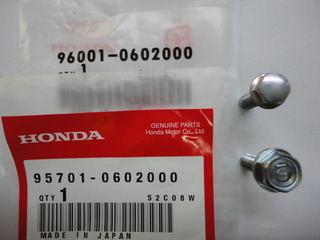 96001-0602000
QTY 1
GENUINE PARTS
Honda Motor Co., Ltd.
HONDA
95701-0602000
QTY 1 S2C08W
MADE IN JAPAN